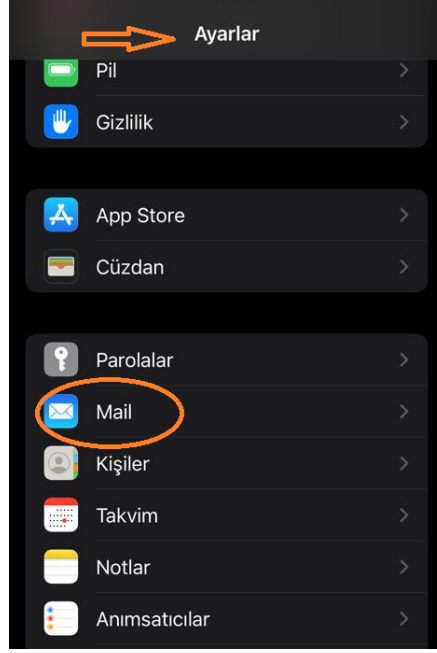 Ayarlar
Pil
Gizlilik
App Store
Cüzdan
Parolalar
Mail
Kişiler
Takvim
Notlar
Anımsatıcılar